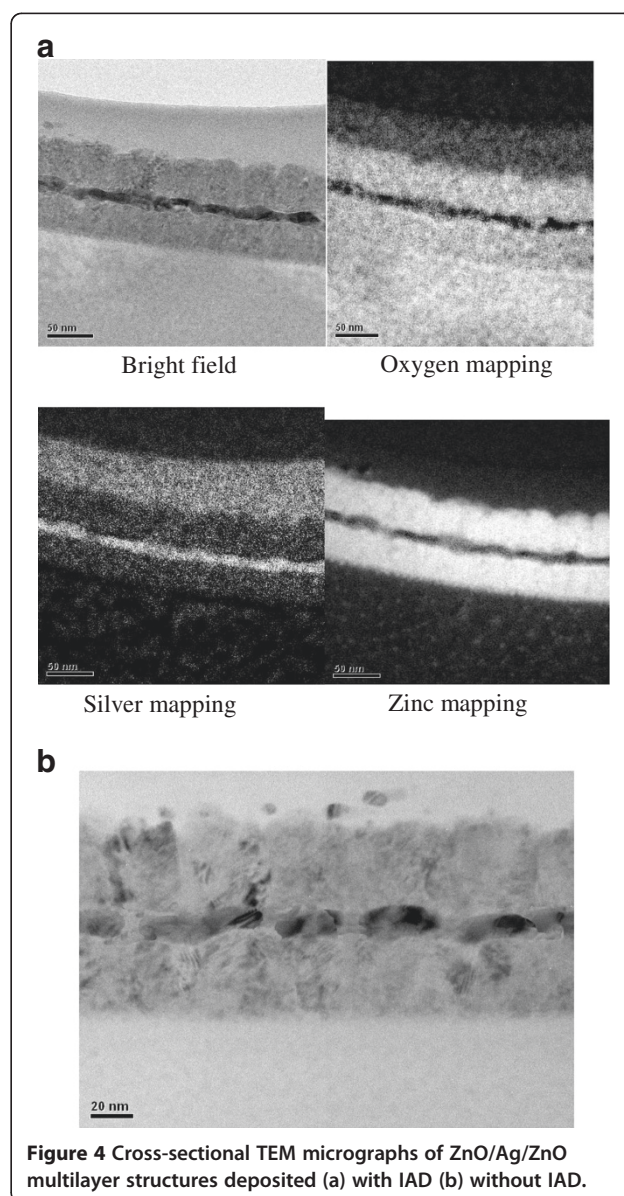 a
50 nm
50 nm
Bright field
Oxygen mapping
50 nm
50 nm
Silver mapping
Zinc mapping
b
20 nm
Figure 4 Cross-sectional TEM micrographs of ZnO/Ag/ZnO
multilayer structures deposited (a) with IAD (b) without IAD.